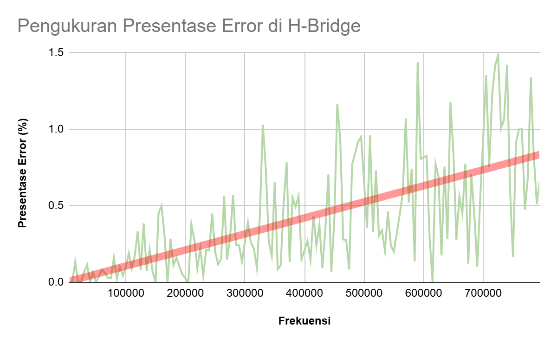 Pengukuran Presentase Error di H-Bridge
1.5
1.0
0.5
0.0
Presentase Error (%)
100000 200000 300000 400000 500000 600000 700000
Frekuensi